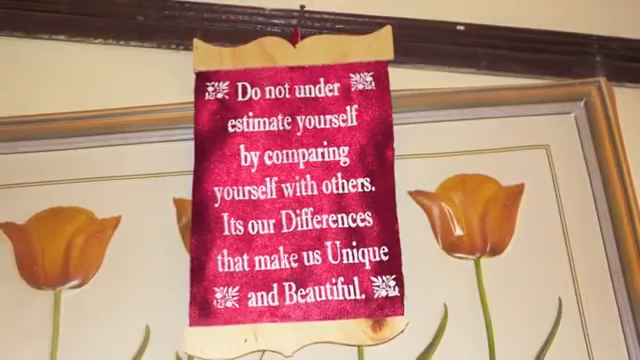 Do not under
estimate yourself
by comparing
yourself with others.
Its our Differences
that make us Unique
and Beautiful.